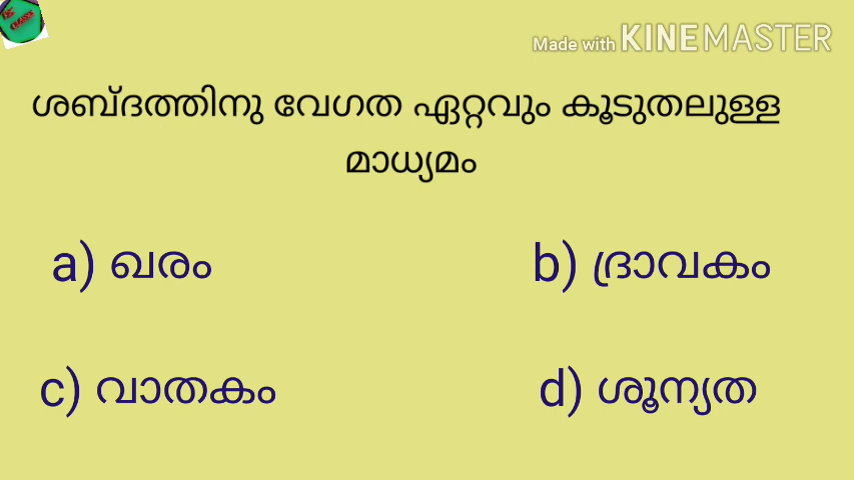 Made with KINEMASTER
ശബ്ദത്തിനു വേഗത ഏറ്റവും കൂടുതലുള്ള
മാധ്യമം
a) ഖരം b) ദ്രാവകം
c) വാതകം d) ശൂന്യത